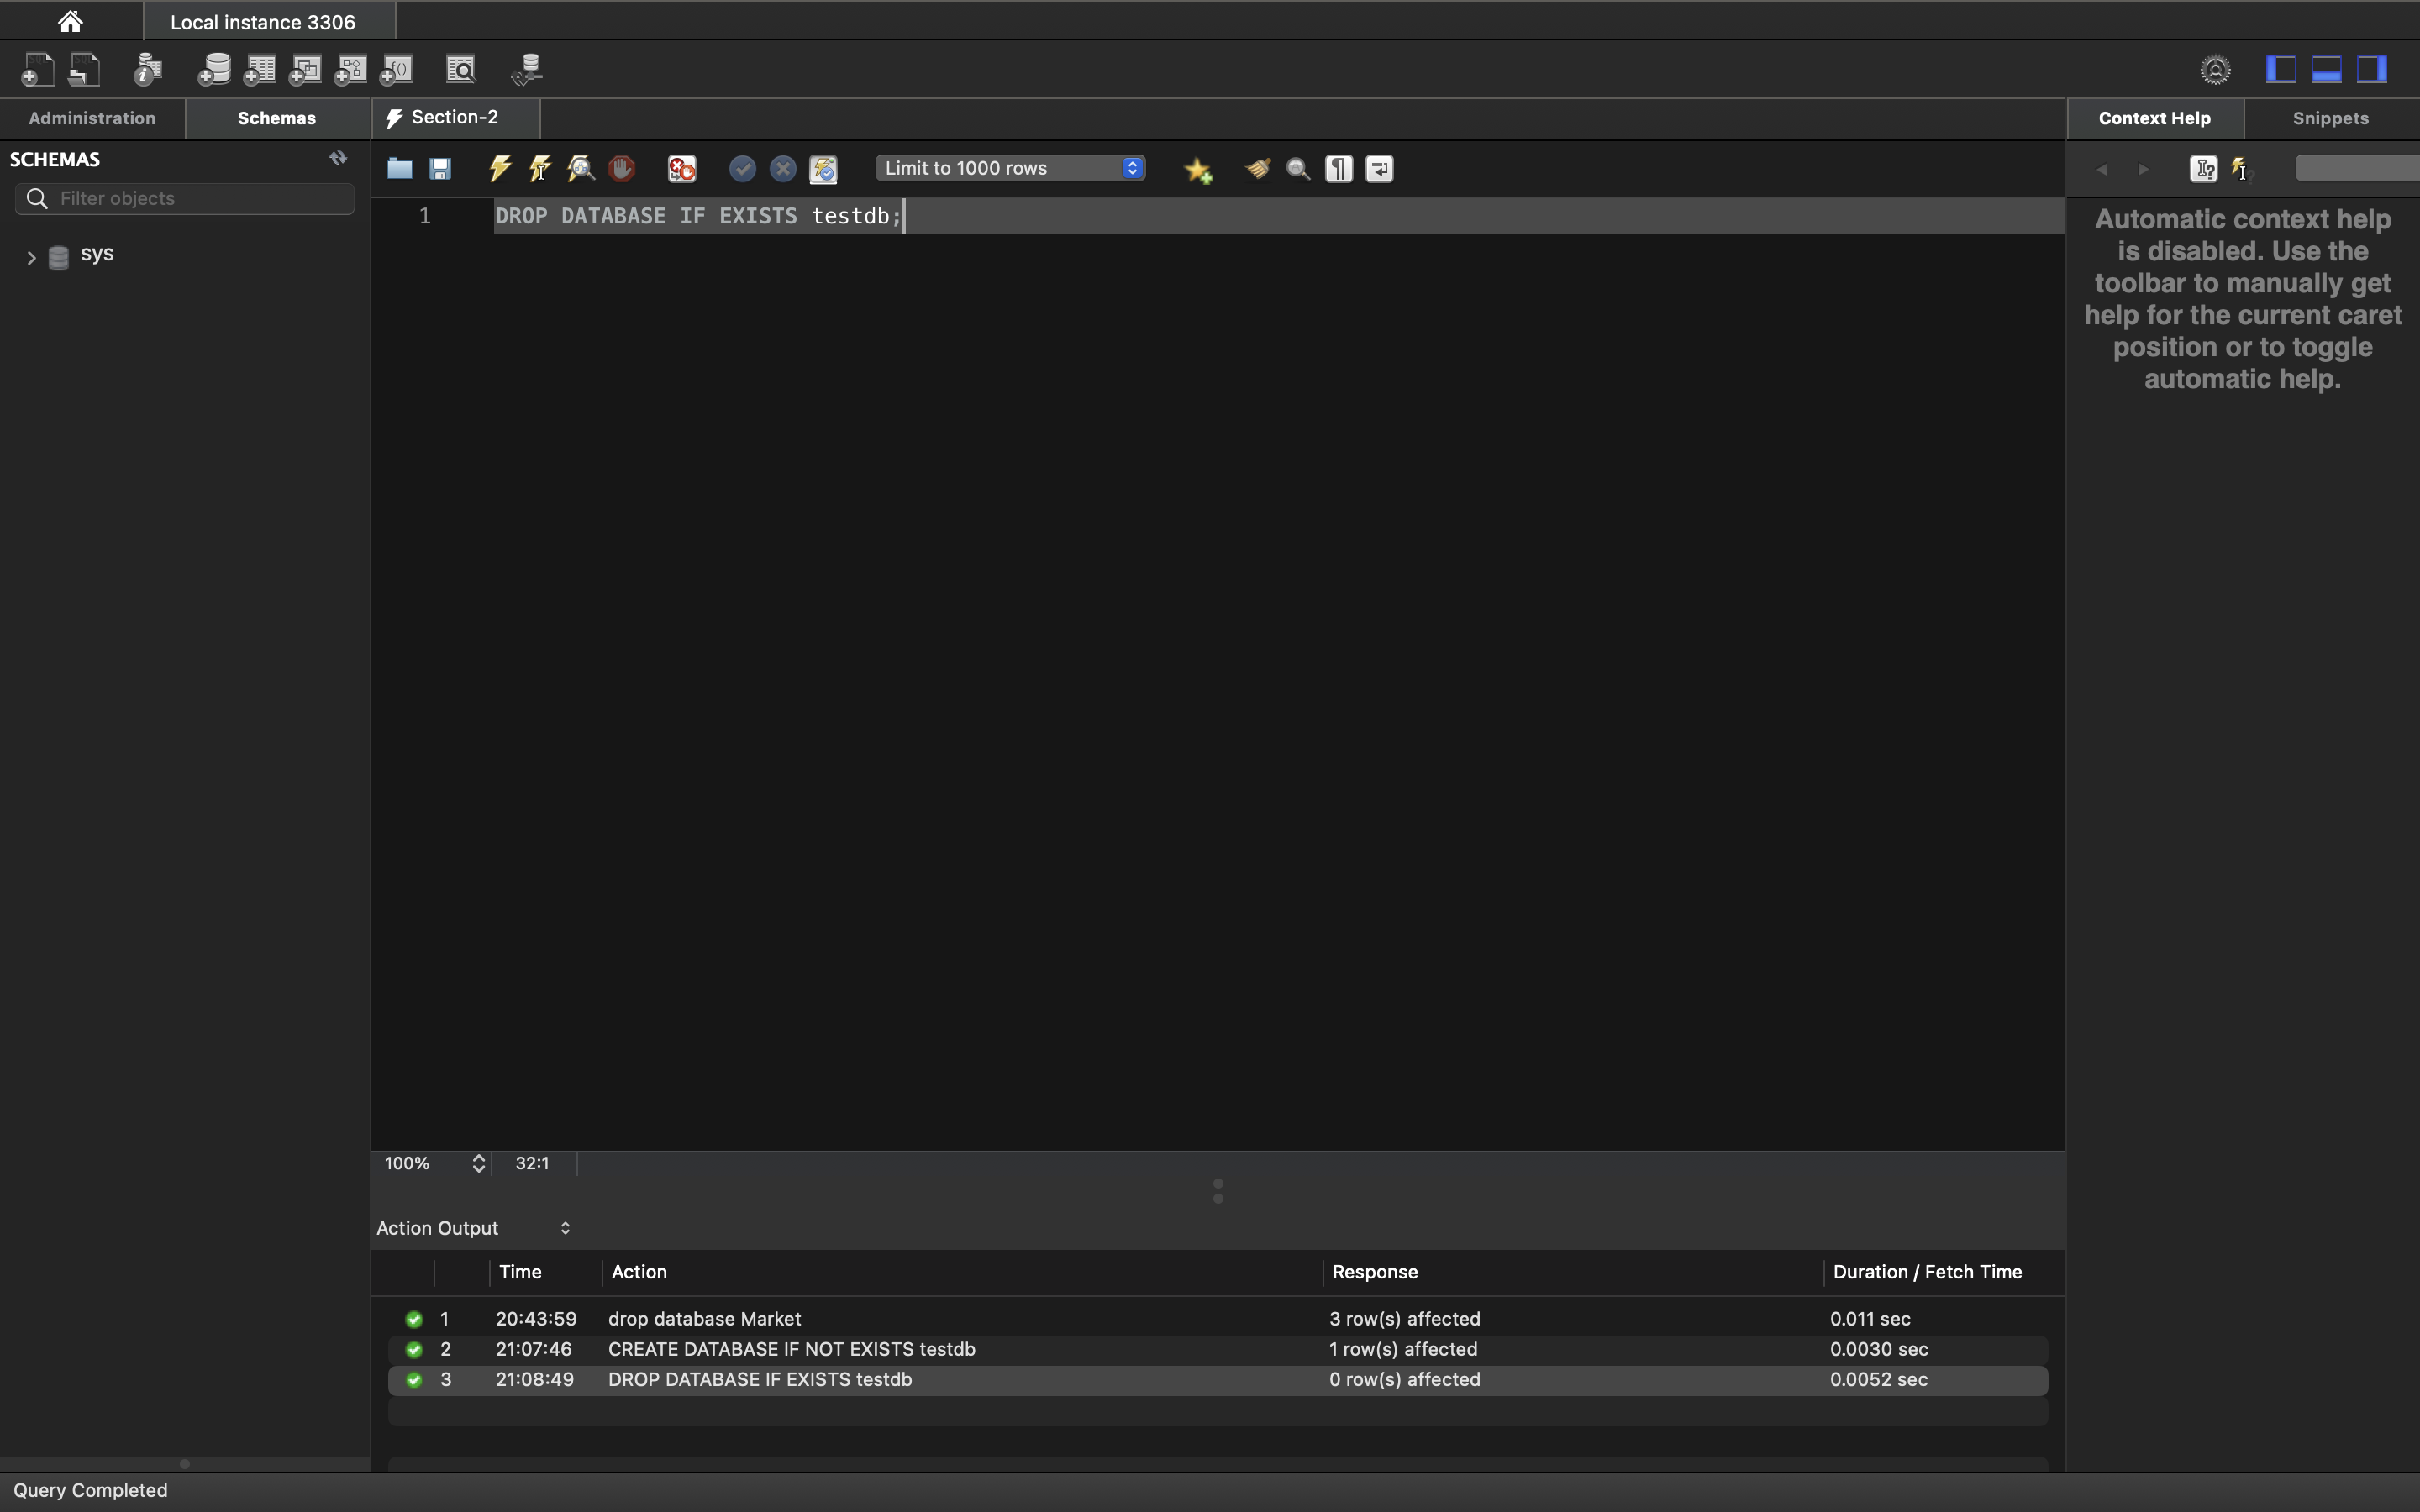 Local instance 3306
Administration
Schemas
Section-2
Context Help
Snippets
SCHEMAS
Limit to 1000 rows
Filter objects
1
DROP DATABASE IF EXISTS testdb;
Automatic context help
is disabled. Use the
toolbar to manually get
help for the current caret
position or to toggle
automatic help.
sys
100%
32:1
Action Output
Time Action Response Duration / Fetch Time
1 20:43:59 drop database Market 3 row(s) affected 0.011 sec
2 21:07:46 CREATE DATABASE IF NOT EXISTS testdb 1 row(s) affected 0.0030 sec
3 21:08:49 DROP DATABASE IF EXISTS testdb 0 row(s) affected 0.0052 sec
Query Completed